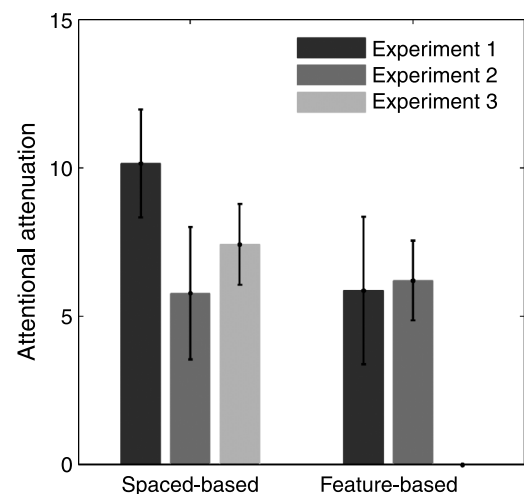 15
Experiment 1
Experiment 2
Experiment 3
10
Attentional attenuation
5
0
Spaced-based Feature-based